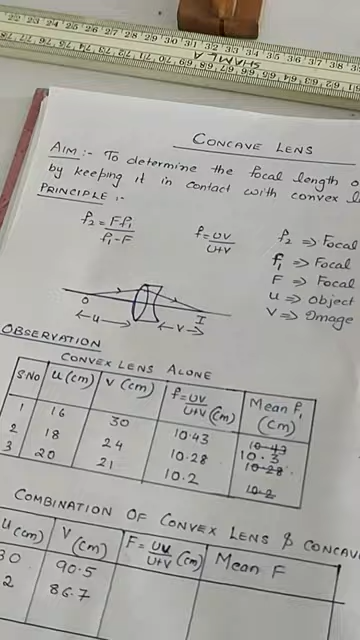 CONCAVE LENS
AIM :- To determine the focal length o
by keeping it in contact with convex l
PRINCIPLE :-
f2 = Ff1 / f1-F
f = uv / u+v
f2 => Focal
f1 => Focal
F => Focal
u => Object
v => Image
O I
←u→ ←v→
OBSERVATION
CONVEX LENS ALONE
S.No u (cm) v (cm) f = uv / u+v (cm) Mean f1 (cm)
1 16 30 10.43 10.43
2 18 24 10.28 10.3 10.28
3 20 21 10.2 10.2
COMBINATION OF CONVEX LENS & CONCAVE
u (cm) v (cm) F = uv / u+v (cm) Mean F
30 90.5
2 86.7